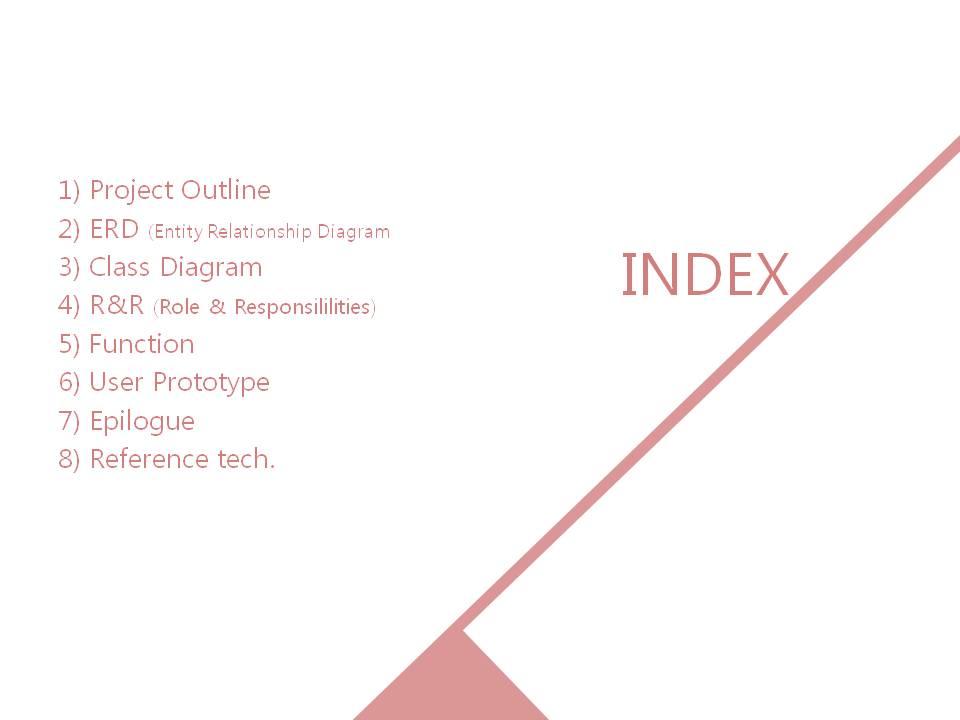 1) Project Outline
2) ERD (Entity Relationship Diagram
3) Class Diagram
4) R&R (Role & Responsililities)
5) Function
6) User Prototype
7) Epilogue
8) Reference tech.
INDEX